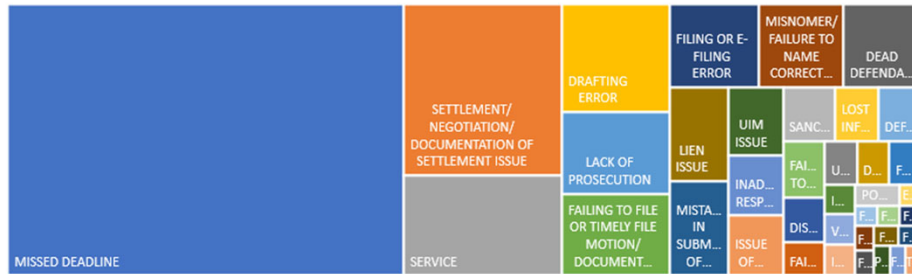 MISSED DEADLINE
SETTLEMENT/
NEGOTIATION/
DOCUMENTATION OF
SETTLEMENT ISSUE
SERVICE
DRAFTING
ERROR
LACK OF
PROSECUTION
FAILING TO FILE
OR TIMELY FILE
MOTION/
DOCUMENT...
FILING OR E-
FILING
ERROR
MISNOMER/
FAILURE TO
NAME
CORRECT...
DEAD
DEFENDA...
LIEN
ISSUE
MISTA...
IN
SUBM...
OF...
UIM
ISSUE
INAD...
RESP...
ISSUE
OF...
SANC...
LOST
INF...
DEF...
FAI...
TO...
DIS...
FAI...
U...
D...
F...
I...
V...
I...
PO...
E...
F...
F...
F...
F...
F...
F...
F...
P...
F...
T...